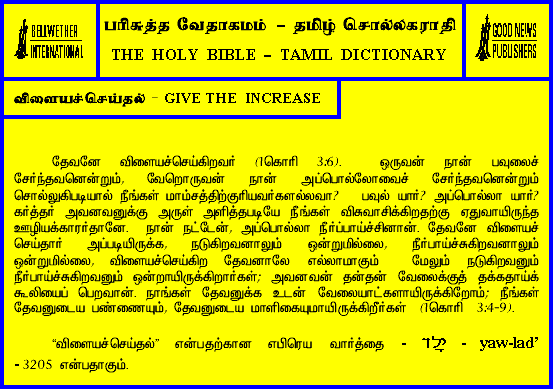 BELLWETHER
INTERNATIONAL
பரிசுத்த வேதாகமம் – தமிழ் சொல்லகராதி
THE HOLY BIBLE – TAMIL DICTIONARY
GOOD NEWS
PUBLISHERS
விளையச்செய்தல் – GIVE THE INCREASE
தேவனே விளையச்செய்கிறவர் (1கொரி 3:6). ஒருவன் நான் பவுலைச்
சேர்ந்தவனென்றும், வேறொருவன் நான் அப்பொல்லோவைச் சேர்ந்தவனென்றும்
சொல்லுகிபடியால் நீங்கள் மாம்சத்திற்குரியவர்களல்லவா? பவுல் யார்? அப்பொல்லா யார்?
கர்த்தர் அவனவனுக்கு அருள் அளித்தபடியே நீங்கள் விசுவாசிக்கிறதற்கு ஏதுவாயிருந்த
ஊழியக்காரர்தானே. நான் நட்டேன், அப்பொல்லா நீர்ப்பாய்ச்சினான். தேவனே விளையச்
செய்தார் அப்படியிருக்க, நடுகிறவனாலும் ஒன்றுமில்லை, நீர்பாய்ச்சுகிறவனாலும்
ஒன்றுமில்லை, விளையச்செய்கிற தேவனாலே எல்லாமாகும் மேலும் நடுகிறவனும்
நீர்பாய்ச்சுகிறவனும் ஒன்றாயிருக்கிறார்கள்; அவனவன் தன்தன் வேலைக்குத் தக்கதாய்க்
கூலியைப் பெறுவான். நாங்கள் தேவனுக்க உடன் வேலையாட்களாயிருக்கிறோம்; நீங்கள்
தேவனுடைய பண்ணையும், தேவனுடைய மாளிகையுமாயிருக்கிறீர்கள் (1கொரி 3:4-9).
“விளையச்செய்தல்” என்பதற்கான எபிரெய வார்த்தை - יָלַד - yaw-lad’
- 3205 என்பதாகும்.